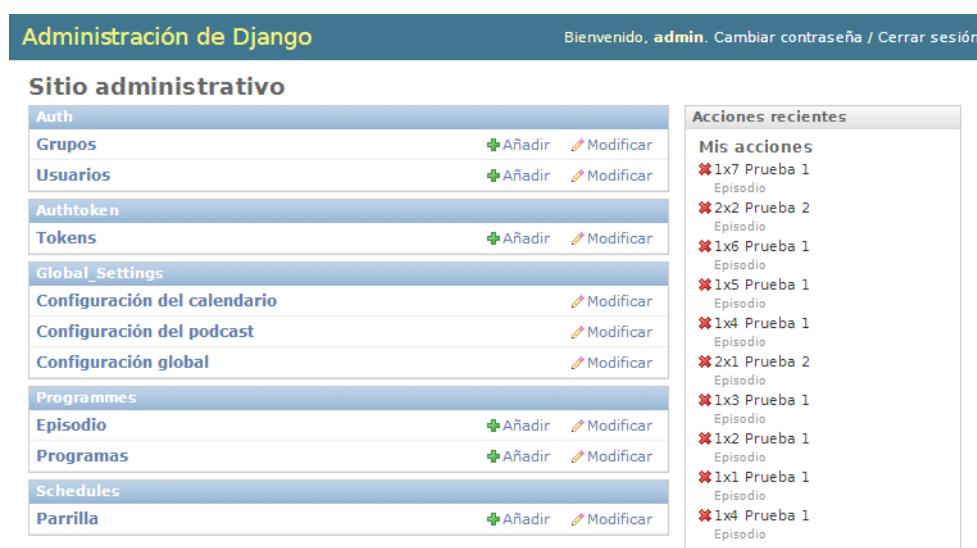 Administración de Django
Bienvenido, admin. Cambiar contraseña / Cerrar sesión
Sitio administrativo
Auth
Grupos Añadir Modificar
Usuarios Añadir Modificar
Authtoken
Tokens Añadir Modificar
Global_Settings
Configuración del calendario Modificar
Configuración del podcast Modificar
Configuración global Modificar
Programmes
Episodio Añadir Modificar
Programas Añadir Modificar
Schedules
Parrilla Añadir Modificar
Acciones recientes
Mis acciones
1x7 Prueba 1
Episodio
2x2 Prueba 2
Episodio
1x6 Prueba 1
Episodio
1x5 Prueba 1
Episodio
1x4 Prueba 1
Episodio
2x1 Prueba 2
Episodio
1x3 Prueba 1
Episodio
1x2 Prueba 1
Episodio
1x1 Prueba 1
Episodio
1x4 Prueba 1
Episodio